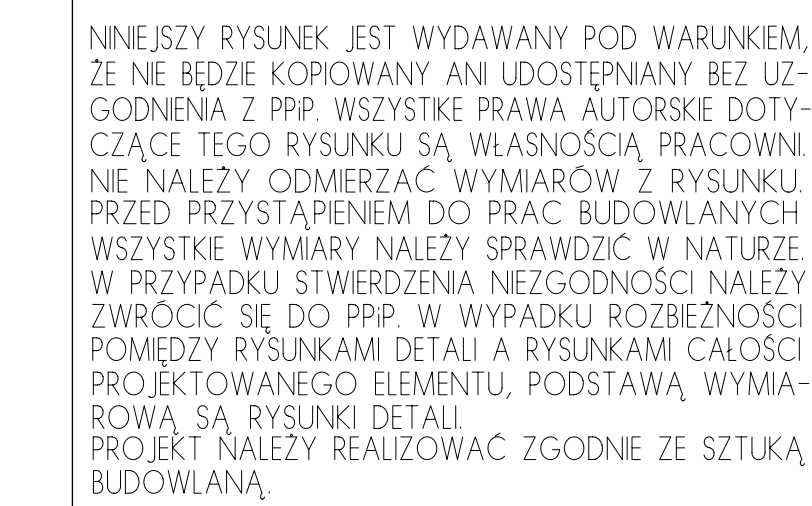 NINIEJSZY RYSUNEK JEST WYDAWANY POD WARUNKIEM,
ŻE NIE BĘDZIE KOPIOWANY ANI UDOSTĘPNIANY BEZ UZ-
GODNIENIA Z PPiP. WSZYSTIKE PRAWA AUTORSKIE DOTY-
CZĄCE TEGO RYSUNKU SĄ WŁASNOŚCIĄ PRACOWNI.
NIE NALEŻY ODMIERZAĆ WYMIARÓW Z RYSUNKU.
PRZED PRZYSTĄPIENIEM DO PRAC BUDOWLANYCH
WSZYSTKIE WYMIARY NALEŻY SPRAWDZIĆ W NATURZE.
W PRZYPADKU STWIERDZENIA NIEZGODNOŚCI NALEŻY
ZWRÓCIĆ SIĘ DO PPiP. W WYPADKU ROZBIEŻNOŚCI
POMIĘDZY RYSUNKAMI DETALI A RYSUNKAMI CAŁOŚCI
PROJEKTOWANEGO ELEMENTU, PODSTAWĄ WYMIA-
ROWĄ SĄ RYSUNKI DETALI.
PROJEKT NALEŻY REALIZOWAĆ ZGODNIE ZE SZTUKĄ
BUDOWLANĄ.